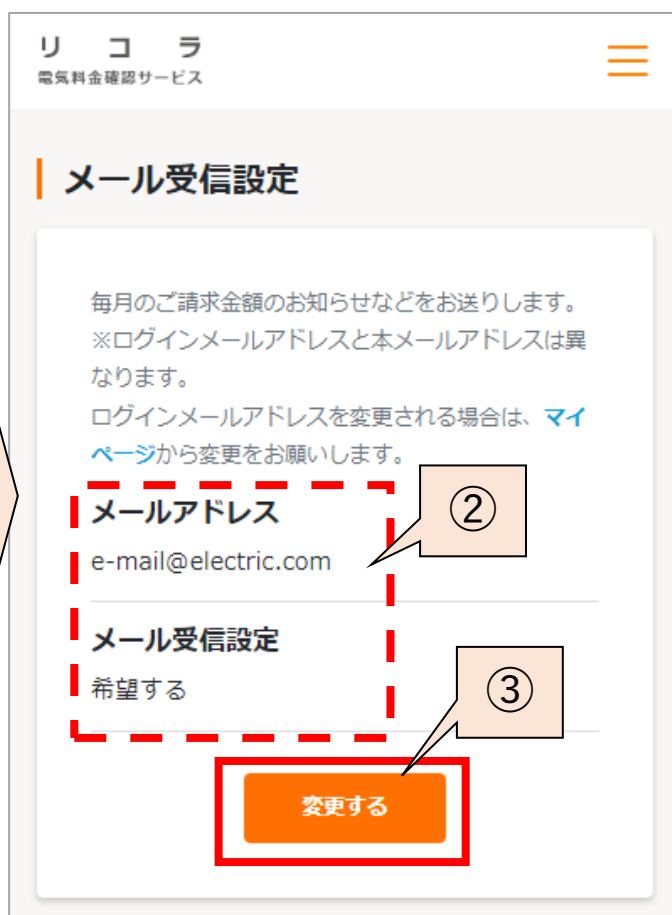 リコラ
電気料金確認サービス
メール受信設定
毎月のご請求金額のお知らせなどをお送りします。
※ログインメールアドレスと本メールアドレスは異
なります。
ログインメールアドレスを変更される場合は、マイ
ページから変更をお願いします。
メールアドレス
②
e-mail@electric.com
メール受信設定
希望する
③
変更する